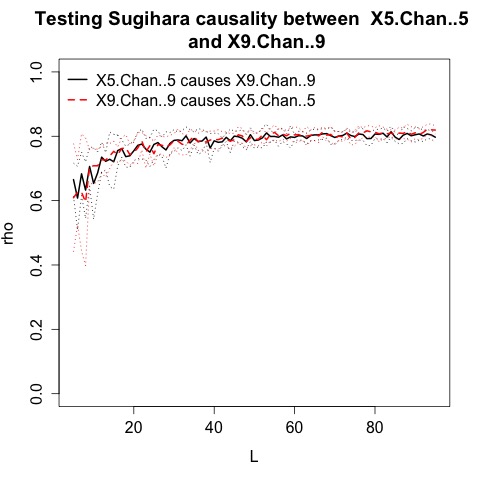 Testing Sugihara causality between  X5.Chan..5
and X9.Chan..9
X5.Chan..5 causes X9.Chan..9
X9.Chan..9 causes X5.Chan..5
1.0
0.8
0.6
0.4
0.2
0.0
rho
20 40 60 80
L